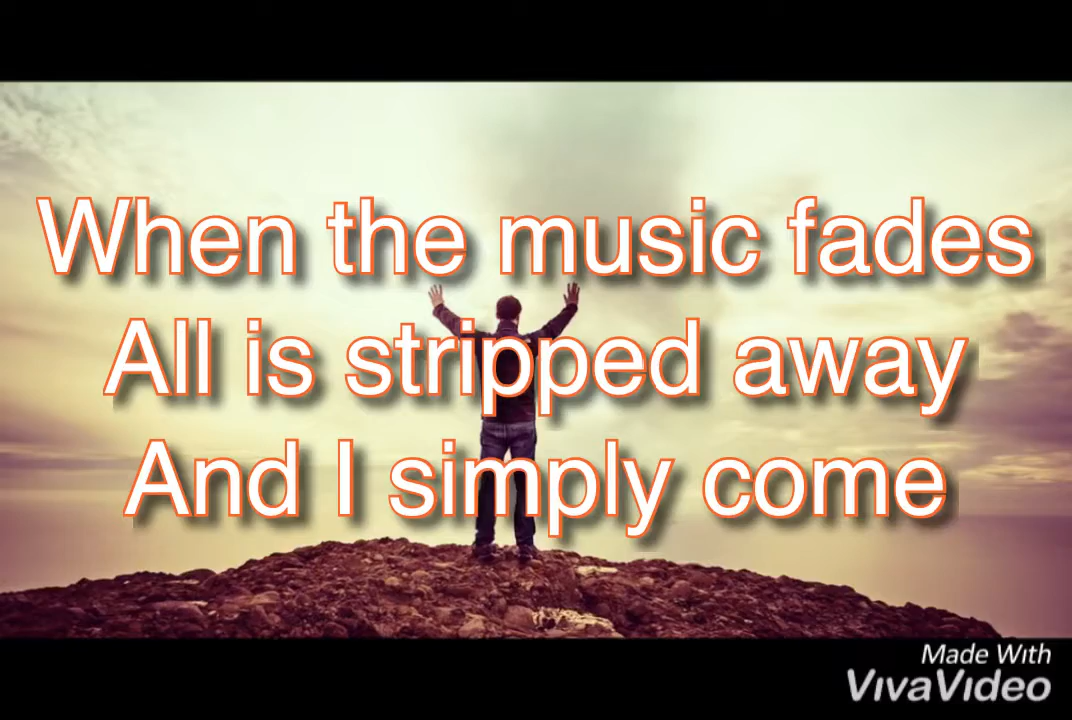 When the music fades
All is stripped away
And I simply come
Made With
VivaVideo